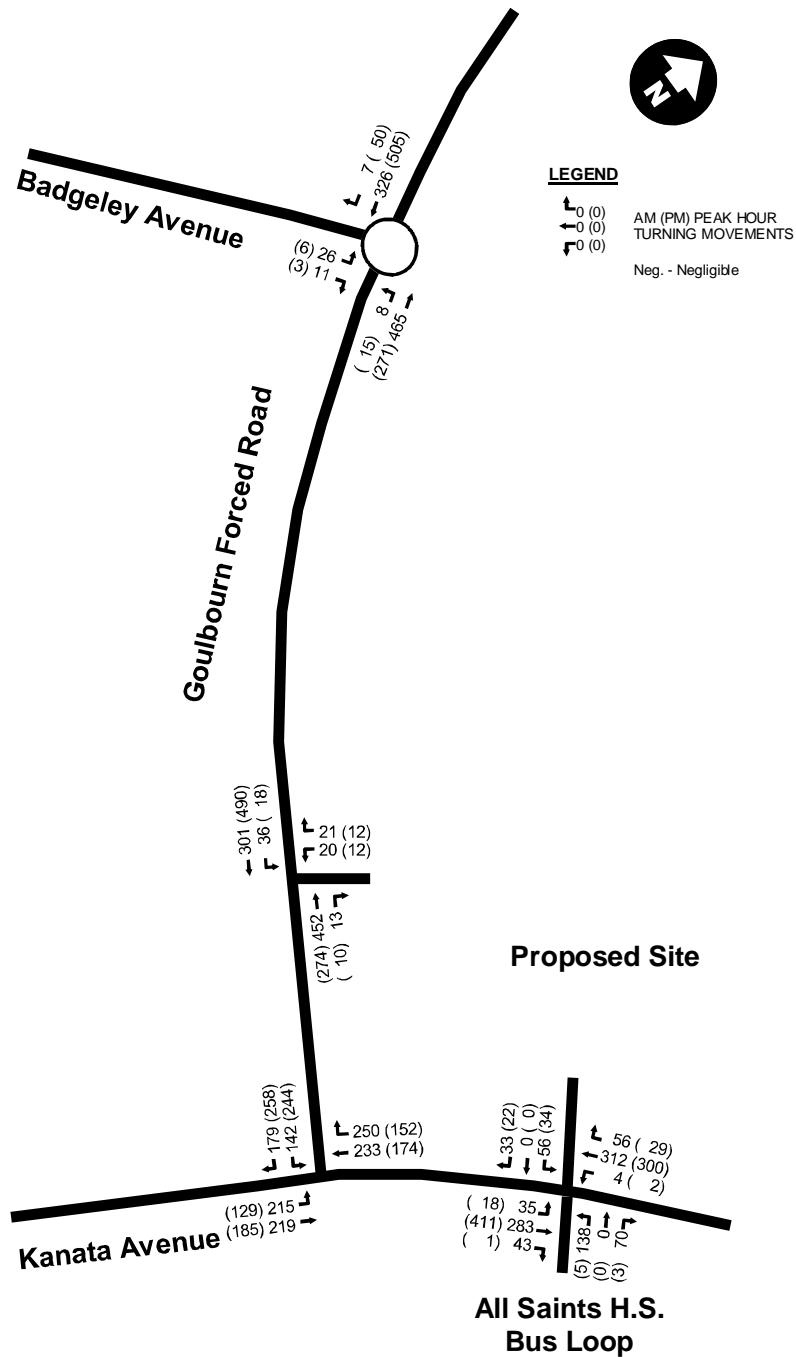 N
LEGEND
0 (0)
0 (0)
0 (0)
AM (PM) PEAK HOUR
TURNING MOVEMENTS
Neg. - Negligible
7 ( 50)
326 (505)
Badgeley Avenue
(6) 26
(3) 11
( 15) 8
(271) 465
Goulbourn Forced Road
301 (490)
36 ( 18)
21 (12)
20 (12)
(274) 452
( 10) 13
Proposed Site
179 (258)
142 (244)
250 (152)
233 (174)
33 (22)
0 ( 0)
56 (34)
56 ( 29)
312 (300)
4 ( 2)
(129) 215
(185) 219
( 18) 35
(411) 283
( 1) 43
(5) 138
(0) 0
(3) 70
Kanata Avenue
All Saints H.S.
Bus Loop